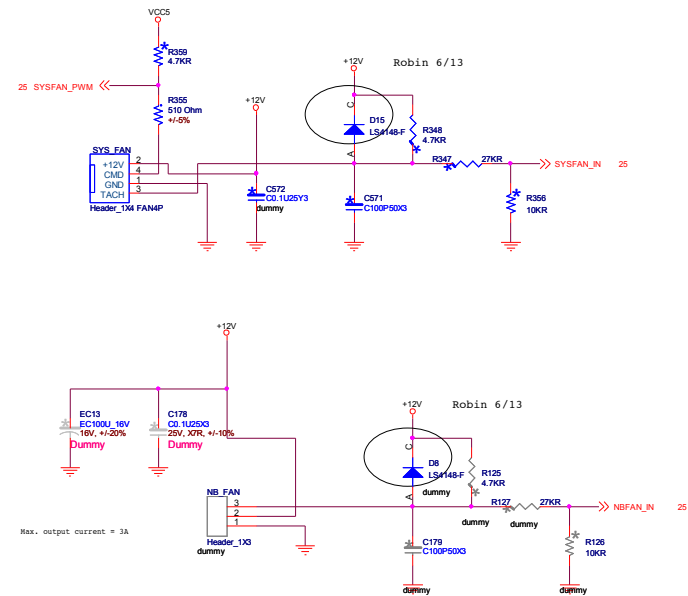 VCC5
R359
4.7KR
25 SYSFAN_PWM
R355
510 Ohm
+/-5%
+12V
+12V
Robin 6/13
C
D15
LS4148-F
A
R348
4.7KR
R347
27KR
SYSFAN_IN 25
SYS_FAN
+12V 2
CMD 4
GND 1
TACH 3
Header_1X4 FAN4P
C572
C0.1U25Y3
dummy
C571
C100P50X3
R356
10KR
+12V
EC13
EC100U_16V
16V, +/-20%
Dummy
C178
C0.1U25X3
25V, X7R, +/-10%
Dummy
+12V
Robin 6/13
C
D8
LS4148-F
A
dummy
R125
4.7KR
dummy
R127
27KR
dummy
NBFAN_IN 25
NB_FAN
3
2
1
Header_1X3
dummy
C179
C100P50X3
dummy
R126
10KR
dummy
Max. output current = 3A